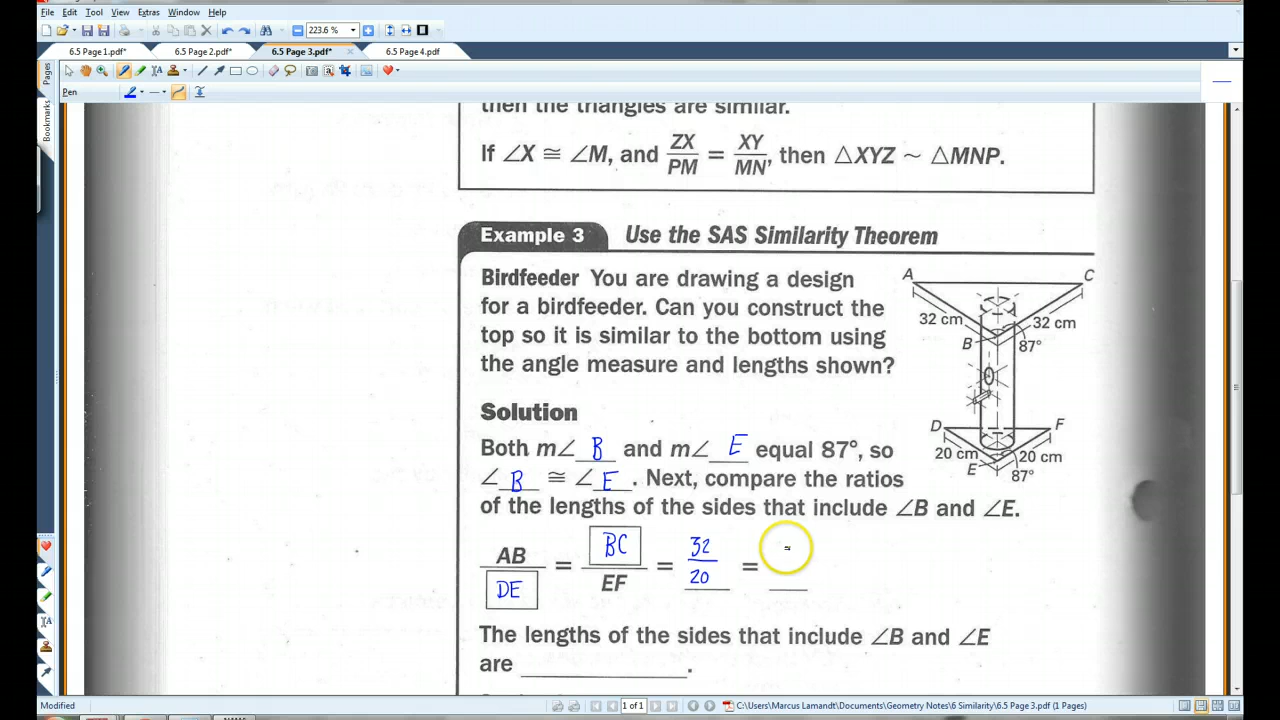 File Edit Tool View Extras Window Help
223.6 %
6.5 Page 1.pdf* 6.5 Page 2.pdf* 6.5 Page 3.pdf* 6.5 Page 4.pdf
Pen
Pages
Bookmarks
then the triangles are similar.
If ∠X ≅ ∠M, and ZX/PM = XY/MN, then △XYZ ~ △MNP.
Example 3 Use the SAS Similarity Theorem
Birdfeeder You are drawing a design
for a birdfeeder. Can you construct the
top so it is similar to the bottom using
the angle measure and lengths shown?
A C
32 cm 32 cm
B 87°
D F
20 cm 20 cm
E 87°
Solution
Both m∠ B and m∠ E equal 87°, so
∠ B ≅ ∠ E . Next, compare the ratios
of the lengths of the sides that include ∠B and ∠E.
AB/DE = BC/EF = 32/20 =
The lengths of the sides that include ∠B and ∠E
are ____________.
Modified 1 of 1 C:\Users\Marcus Lamandt\Documents\Geometry Notes\6 Similarity\6.5 Page 3.pdf (1 Pages)